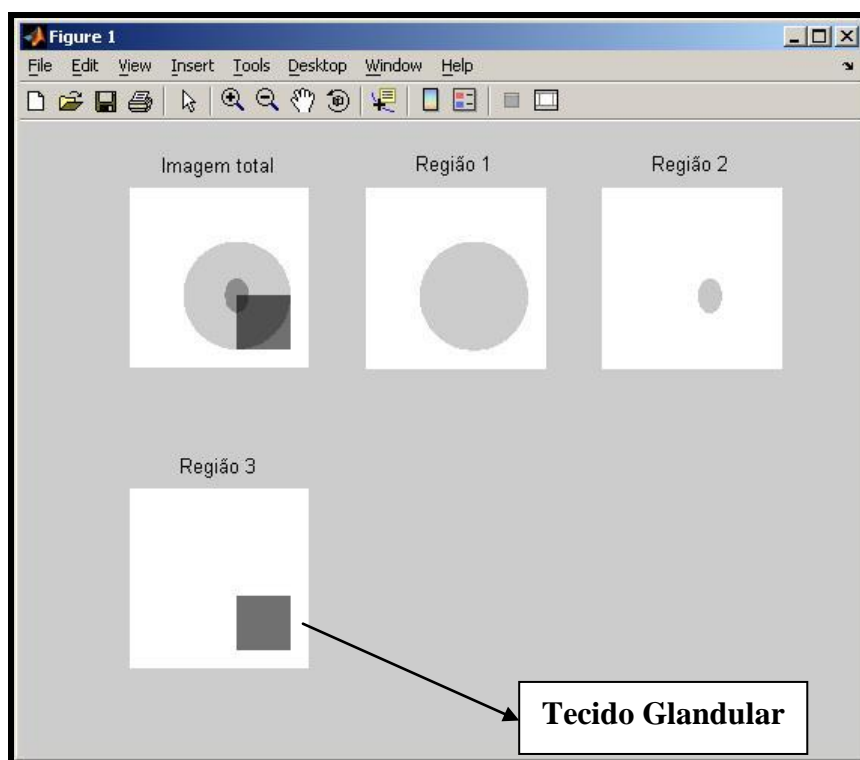 Figure 1
File Edit View Insert Tools Desktop Window Help
Imagem total Região 1 Região 2
Região 3
Tecido Glandular